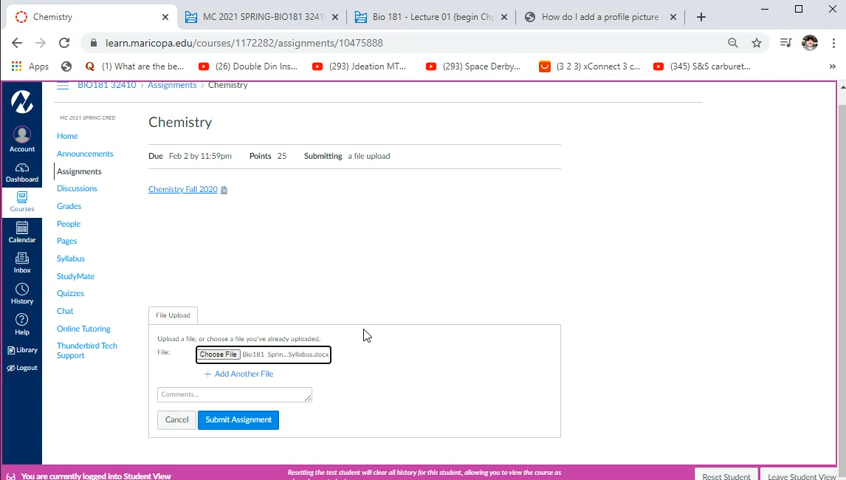 Chemistry
MC 2021 SPRING-BIO181 3241
Bio 181 - Lecture 01 (begin Ch
How do I add a profile picture
learn.maricopa.edu/courses/1172282/assignments/10475888
Apps
(1) What are the be...
(26) Double Din Ins...
(293) Jdeation MT...
(293) Space Derby...
(3 2 3) xConnect 3 c...
(345) S&S carburet...
»
BIO181 32410 › Assignments › Chemistry
MC 2021 SPRING CRED
Home
Announcements
Assignments
Discussions
Grades
People
Pages
Syllabus
StudyMate
Quizzes
Chat
Online Tutoring
Thunderbird Tech
Support
Account
Dashboard
Courses
Calendar
Inbox
History
Help
Library
Logout
Chemistry
Due Feb 2 by 11:59pm Points 25 Submitting a file upload
Chemistry Fall 2020
File Upload
Upload a file, or choose a file you've already uploaded.
File: Choose File Bio181 Sprin...Syllabus.docx
+ Add Another File
Comments...
Cancel Submit Assignment
You are currently logged into Student View
Resetting the test student will clear all history for this student, allowing you to view the course as
Reset Student
Leave Student View